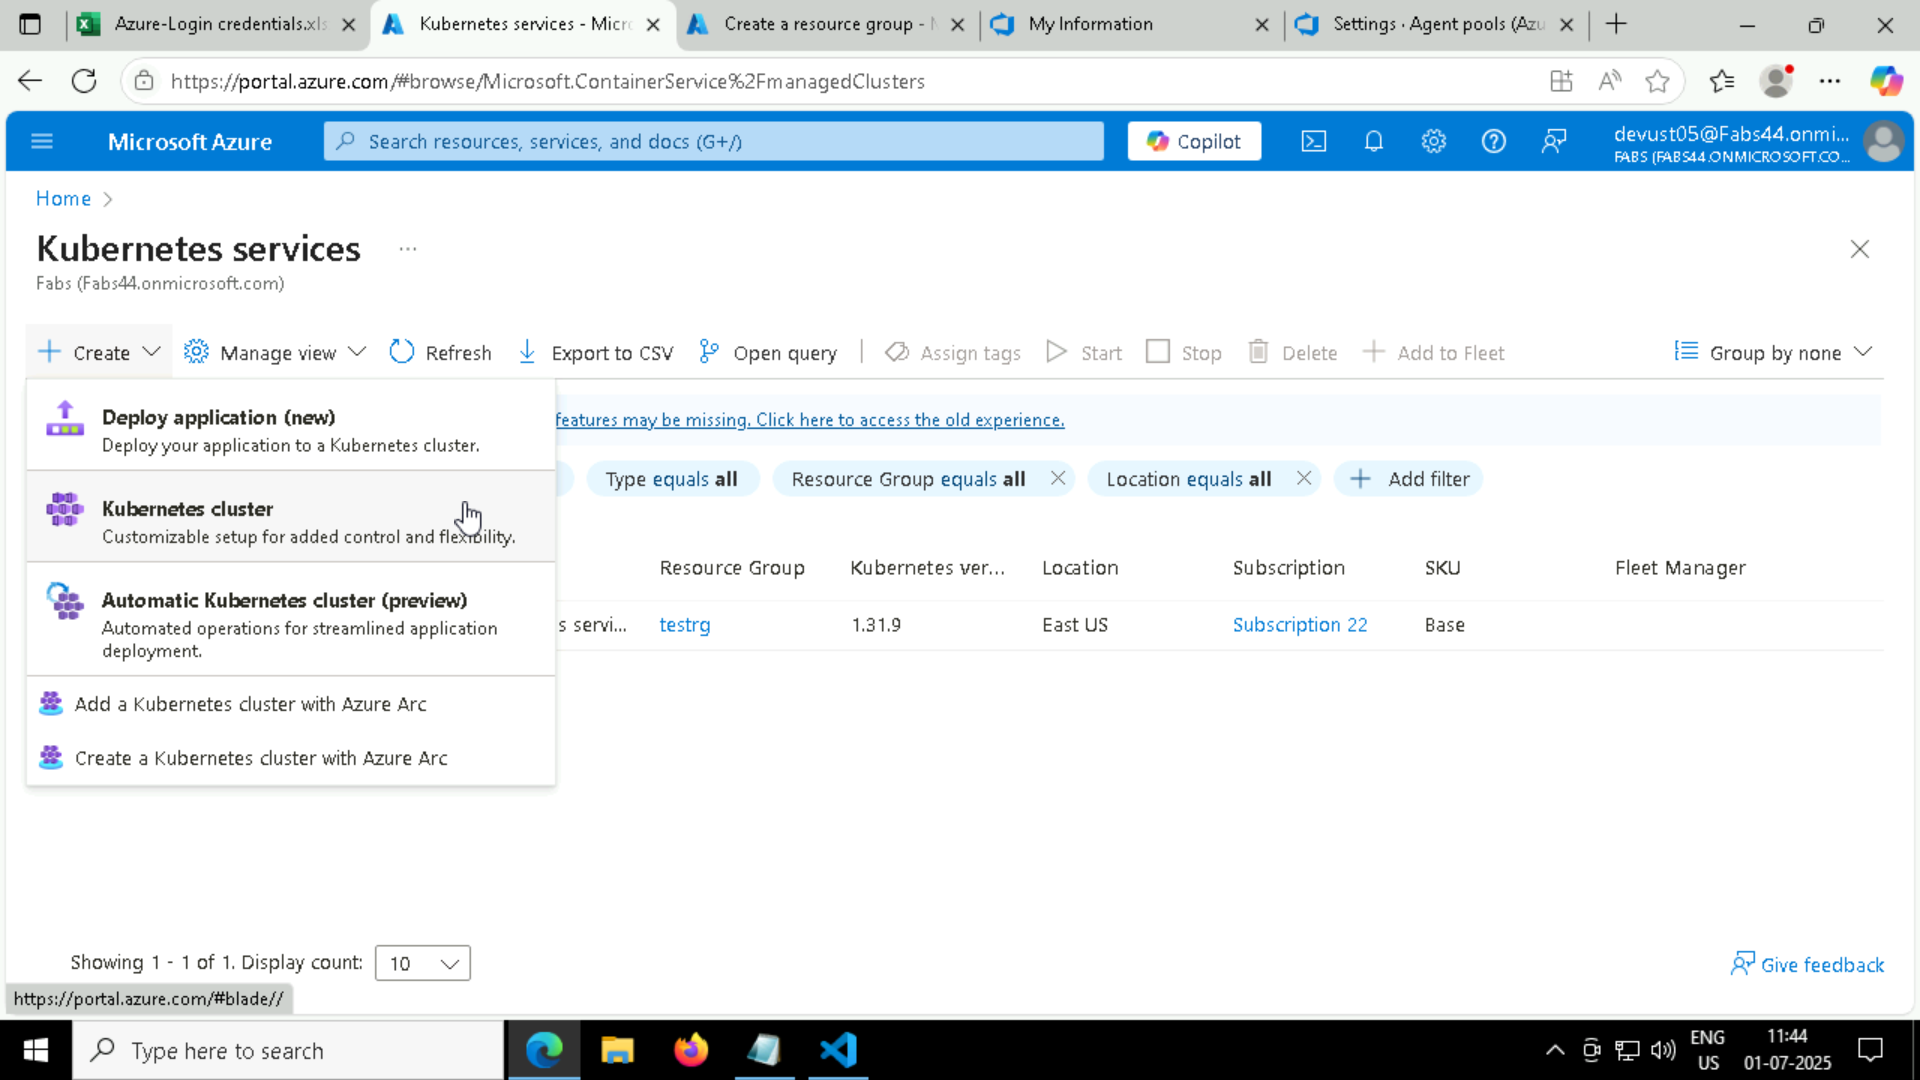 Azure-Login credentials.xls
Kubernetes services - Micro
Create a resource group - M
My Information
Settings · Agent pools (Azu
https://portal.azure.com/#browse/Microsoft.ContainerService%2FmanagedClusters
Microsoft Azure
Search resources, services, and docs (G+/)
Copilot
devust05@Fabs44.onmi...
FABS (FABS44.ONMICROSOFT.CO...
Home
Kubernetes services
...
Fabs (Fabs44.onmicrosoft.com)
Create
Manage view
Refresh
Export to CSV
Open query
Assign tags
Start
Stop
Delete
Add to Fleet
Group by none
Deploy application (new)
Deploy your application to a Kubernetes cluster.
features may be missing. Click here to access the old experience.
Kubernetes cluster
Customizable setup for added control and flexibility.
Type equals all
Resource Group equals all
Location equals all
Add filter
Automatic Kubernetes cluster (preview)
Automated operations for streamlined application
deployment.
Resource Group
Kubernetes ver...
Location
Subscription
SKU
Fleet Manager
s servi...
testrg
1.31.9
East US
Subscription 22
Base
Add a Kubernetes cluster with Azure Arc
Create a Kubernetes cluster with Azure Arc
Showing 1 - 1 of 1. Display count:
10
Give feedback
https://portal.azure.com/#blade//
Type here to search
ENG
US
11:44
01-07-2025